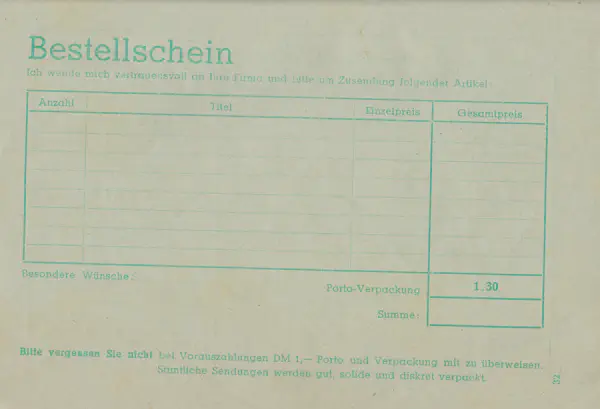 Bestellschein
Ich wende mich vertrauensvoll an Ihre Firma und bitte um Zusendung folgender Artikel:
Anzahl Titel Einzelpreis Gesamtpreis
Besondere Wünsche:
Porto-Verpackung 1.30
Summe:
Bitte vergessen Sie nicht bei Vorauszahlungen DM 1,— Porto und Verpackung mit zu überweisen.
Sämtliche Sendungen werden gut, solide und diskret verpackt.
32